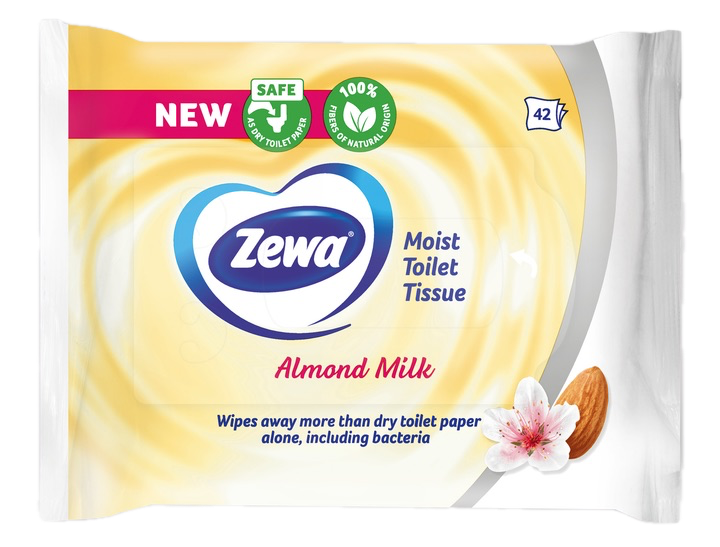 NEW
SAFE
AS DRY TOILET PAPER
100%
FIBERS OF NATURAL ORIGIN
42
Zewa®
Moist
Toilet
Tissue
Almond Milk
Wipes away more than dry toilet paper
alone, including bacteria